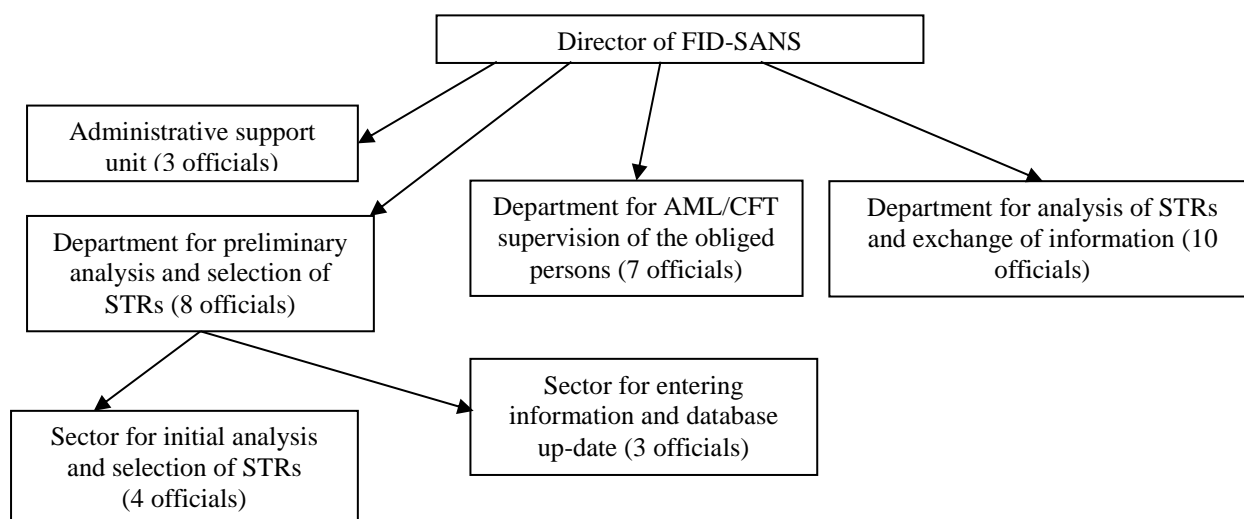 Director of FID-SANS
Administrative support
unit (3 officials)
Department for preliminary
analysis and selection of
STRs (8 officials)
Department for AML/CFT
supervision of the obliged
persons (7 officials)
Department for analysis of STRs
and exchange of information (10
officials)
Sector for entering
information and database
up-date (3 officials)
Sector for initial analysis
and selection of STRs
(4 officials)